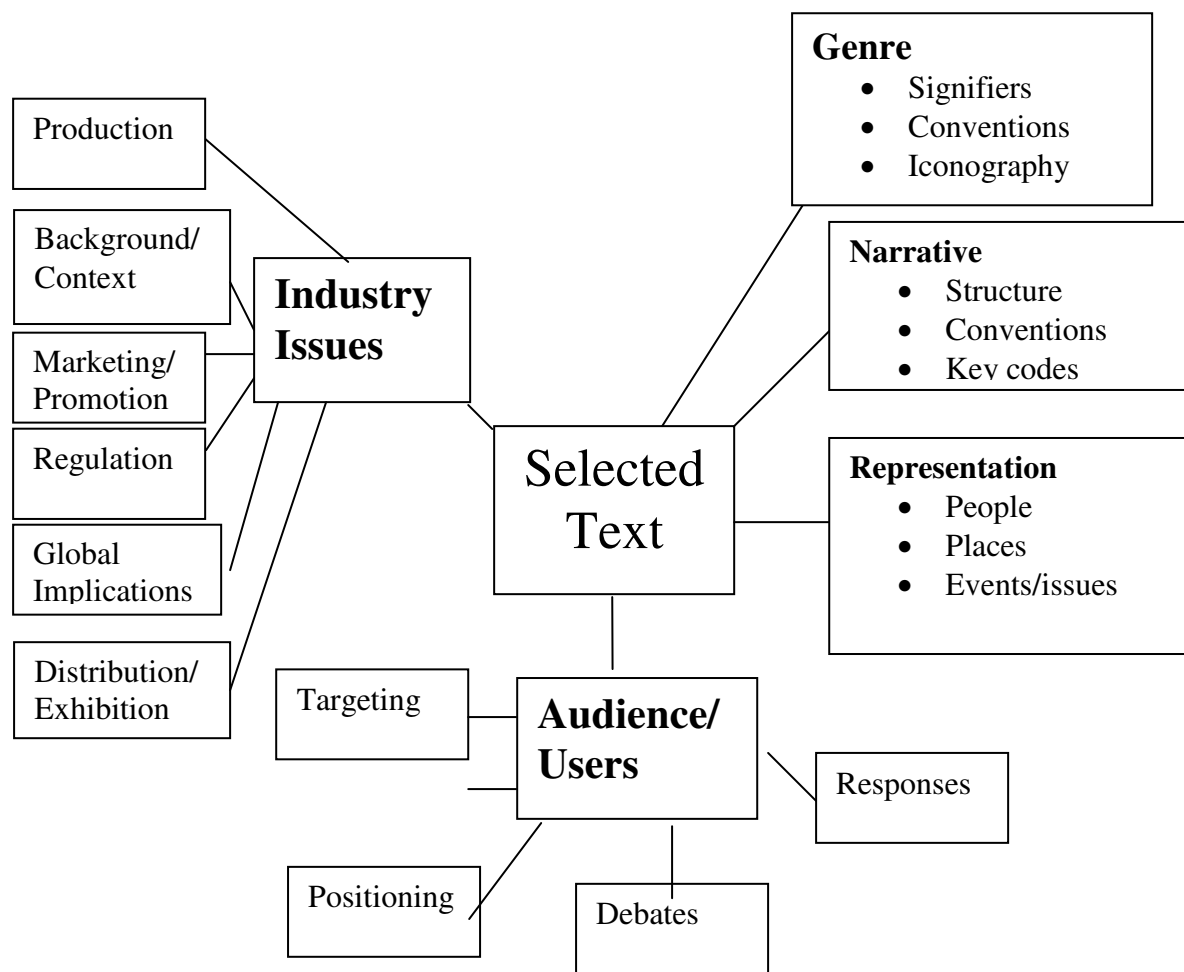 Genre
• Signifiers
• Conventions
• Iconography
Production
Background/
Context
Narrative
• Structure
• Conventions
• Key codes
Industry
Issues
Marketing/
Promotion
Regulation
Selected
Text
Representation
• People
• Places
• Events/issues
Global
Implications
Distribution/
Exhibition
Targeting
Audience/
Users
Responses
Positioning
Debates